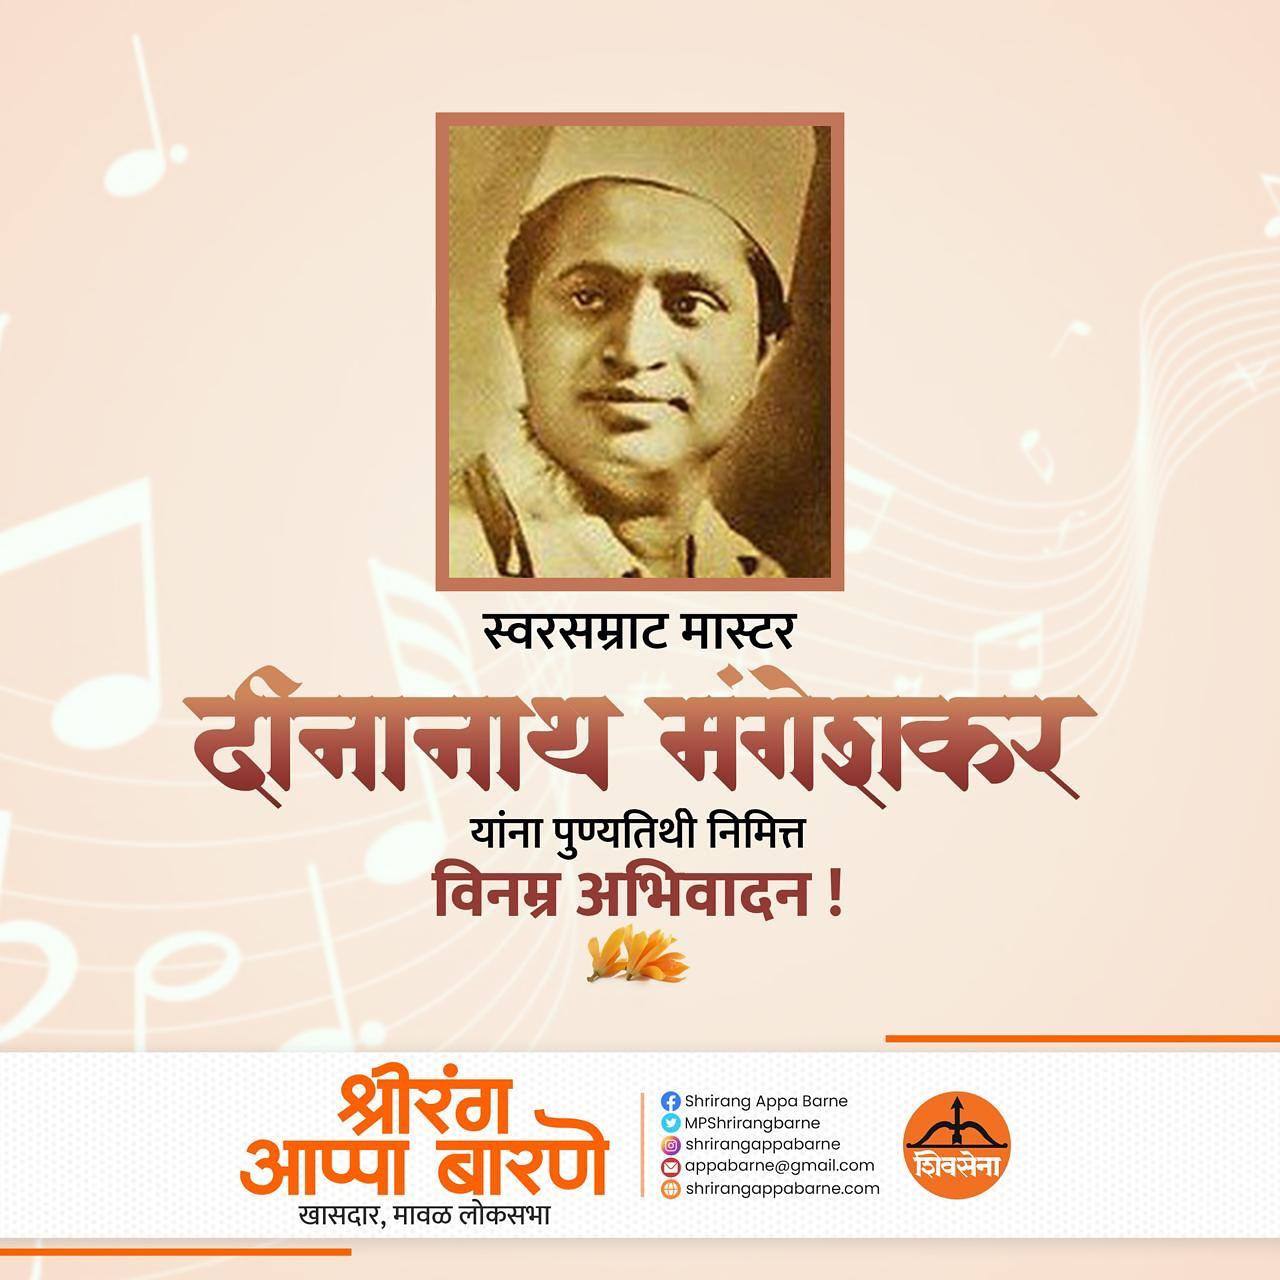 स्वरसम्राट मास्टर
दीनानाथ मंगेशकर
यांना पुण्यतिथी निमित्त
विनम्र अभिवादन !
श्रीरंग
आप्पा बारणे
खासदार, मावळ लोकसभा
Shrirang Appa Barne
MPShrirangbarne
shrirangappabarne
appabarne@gmail.com
shrirangappabarne.com
शिवसेना